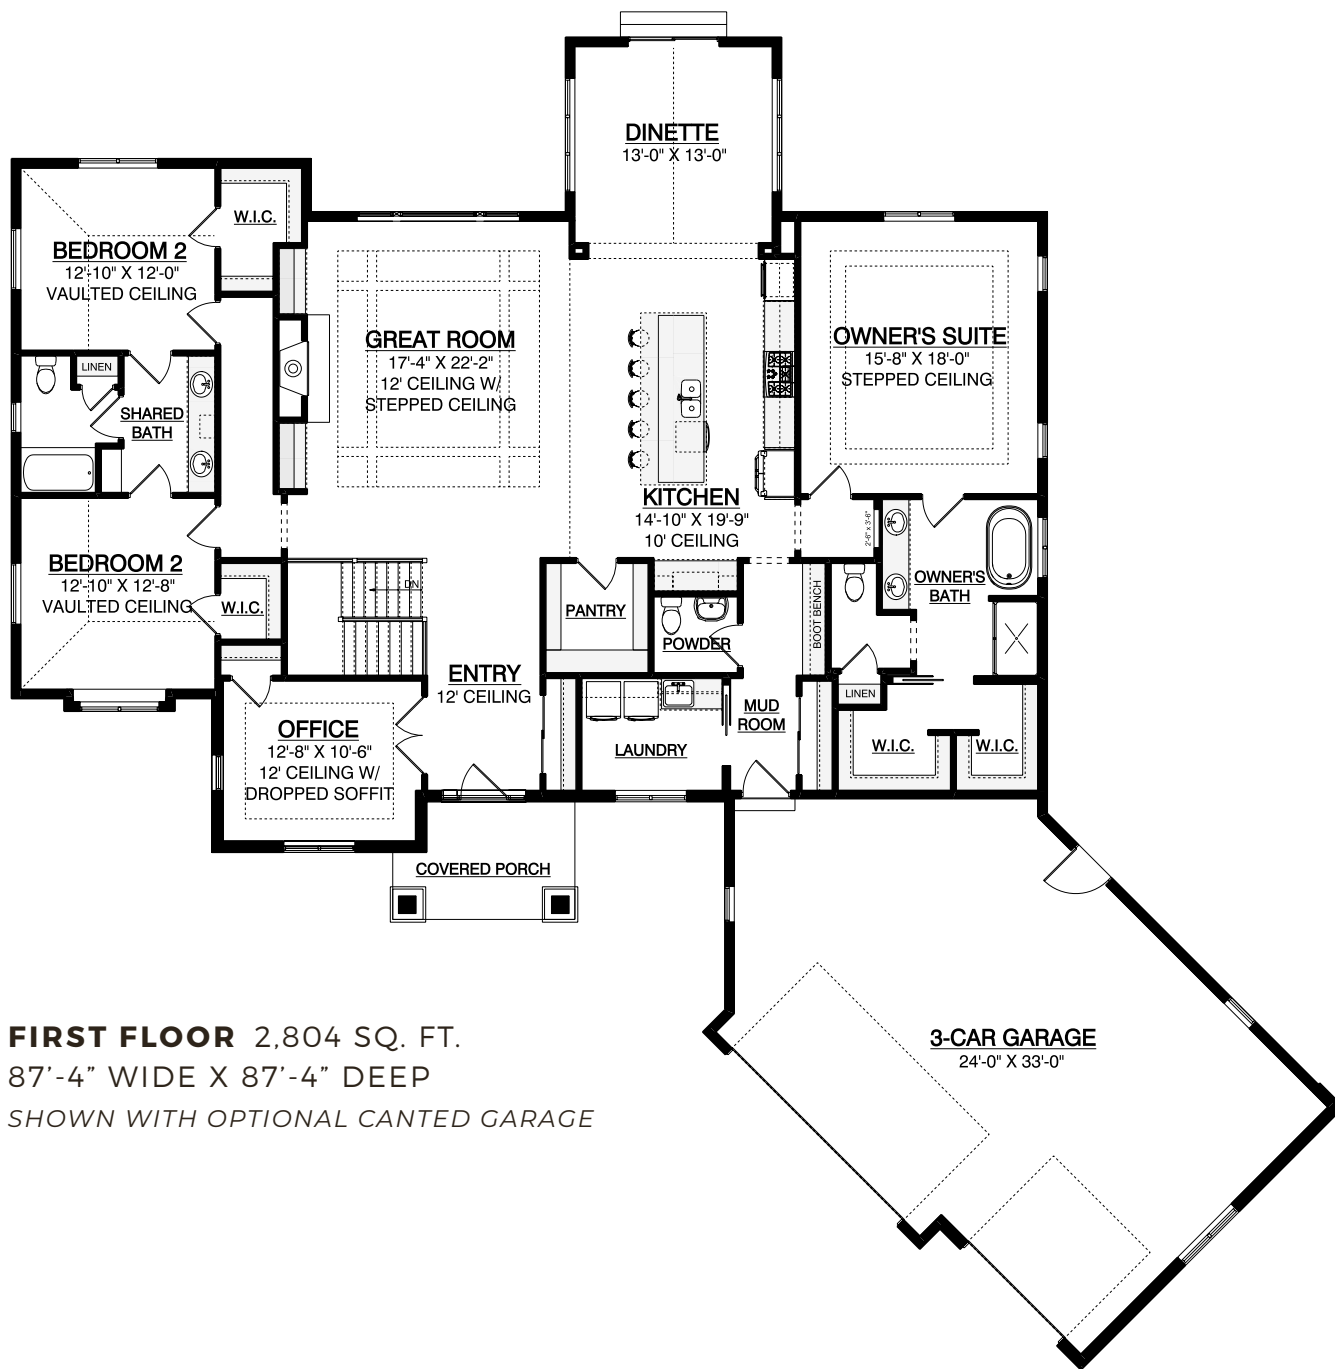 DINETTE
13'-0" X 13'-0"
W.I.C.
BEDROOM 2
12'-10" X 12'-0"
VAULTED CEILING
GREAT ROOM
17'-4" X 22'-2"
12' CEILING W/
STEPPED CEILING
OWNER'S SUITE
15'-8" X 18'-0"
STEPPED CEILING
LINEN
SHARED
BATH
KITCHEN
14'-10" X 19'-9"
10' CEILING
2'-6" x 3'-6"
BEDROOM 2
12'-10" X 12'-8"
VAULTED CEILING
W.I.C.
DN
PANTRY
POWDER
BOOT BENCH
OWNER'S
BATH
ENTRY
12' CEILING
LINEN
MUD
ROOM
OFFICE
12'-8" X 10'-6"
12' CEILING W/
DROPPED SOFFIT
LAUNDRY
W.I.C.
W.I.C.
COVERED PORCH
FIRST FLOOR 2,804 SQ. FT.
87'-4" WIDE X 87'-4" DEEP
SHOWN WITH OPTIONAL CANTED GARAGE
3-CAR GARAGE
24'-0" X 33'-0"